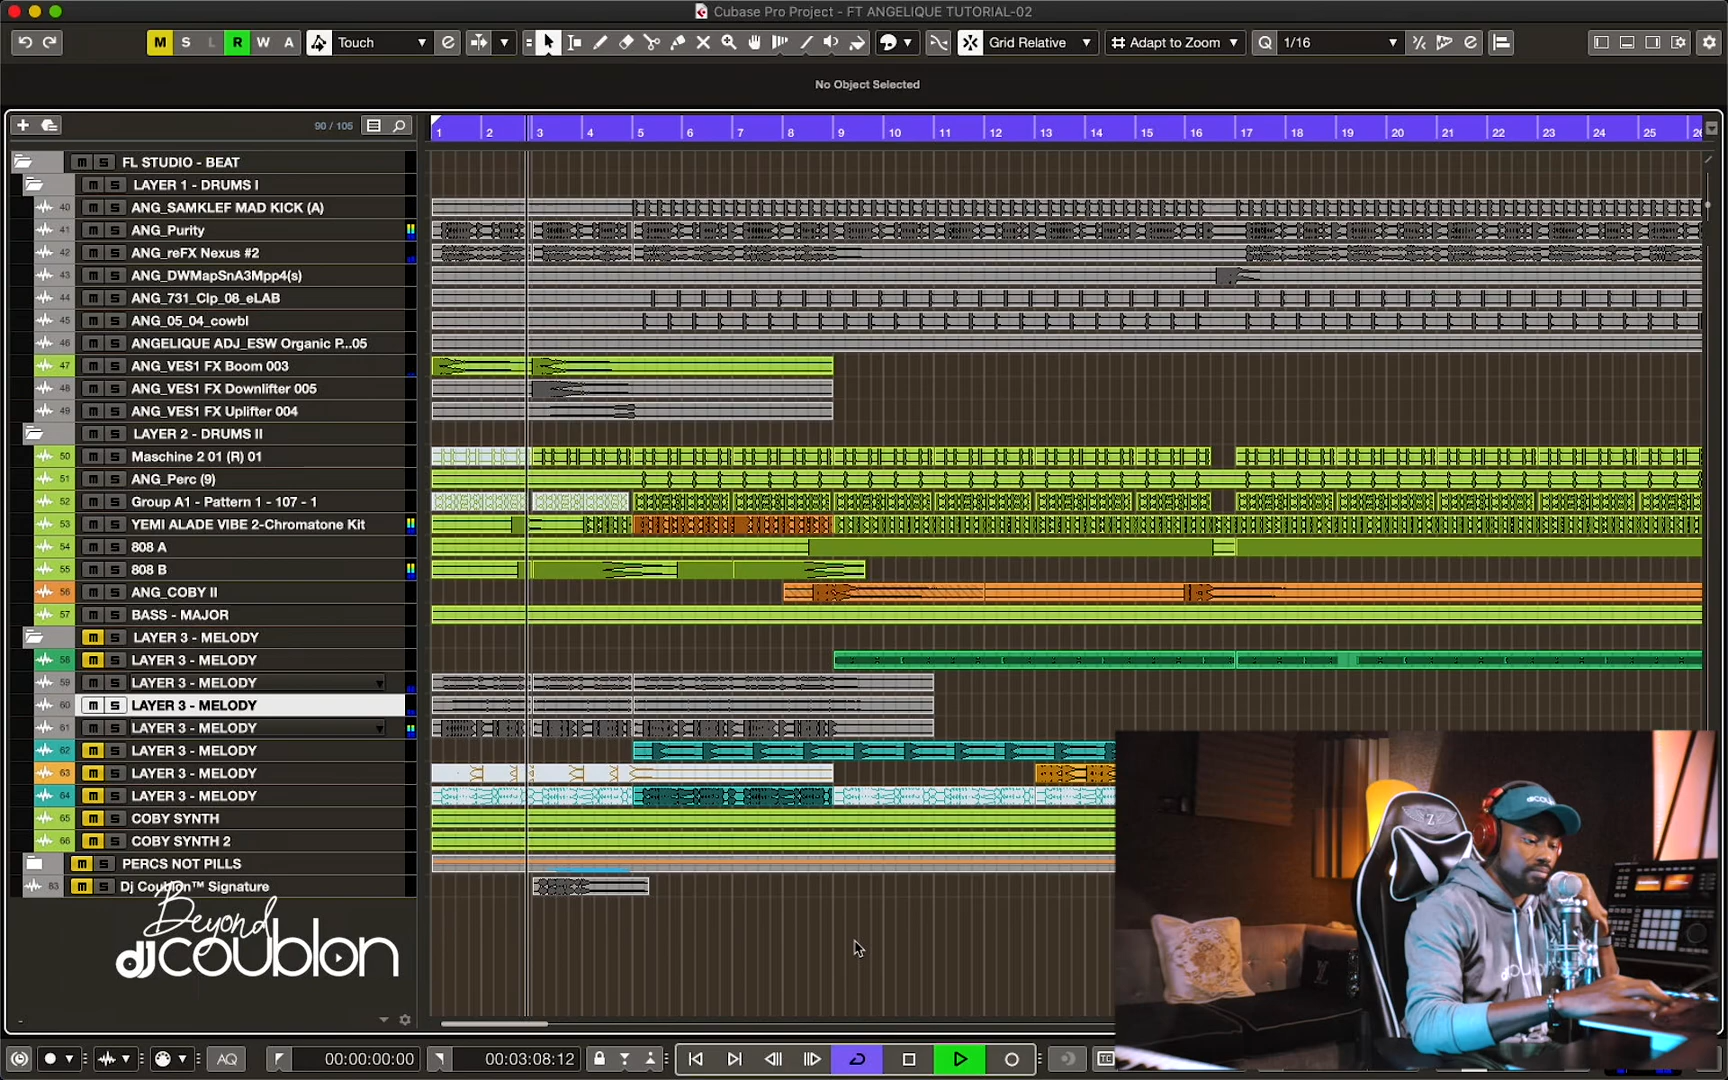 Cubase Pro Project - FT ANGELIQUE TUTORIAL-02
M S L R W A Touch Grid Relative Adapt to Zoom Q 1/16
No Object Selected
90 / 105
1 2 3 4 5 6 7 8 9 10 11 12 13 14 15 16 17 18 19 20 21 22 23 24 25 26
m S FL STUDIO - BEAT
m S LAYER 1 - DRUMS I
40 m S ANG_SAMKLEF MAD KICK (A)
41 m S ANG_Purity
42 m S ANG_reFX Nexus #2
43 m S ANG_DWMapSnA3Mpp4(s)
44 m S ANG_731_Clp_08_eLAB
45 m S ANG_05_04_cowbl
46 m S ANGELIQUE ADJ_ESW Organic P...05
47 m S ANG_VES1 FX Boom 003
48 m S ANG_VES1 FX Downlifter 005
49 m S ANG_VES1 FX Uplifter 004
m S LAYER 2 - DRUMS II
50 m S Maschine 2 01 (R) 01
51 m S ANG_Perc (9)
52 m S Group A1 - Pattern 1 - 107 - 1
53 m S YEMI ALADE VIBE 2-Chromatone Kit
54 m S 808 A
55 m S 808 B
56 m S ANG_COBY II
57 m S BASS - MAJOR
m S LAYER 3 - MELODY
58 m S LAYER 3 - MELODY
59 m S LAYER 3 - MELODY
60 m S LAYER 3 - MELODY
61 m S LAYER 3 - MELODY
62 m S LAYER 3 - MELODY
63 m S LAYER 3 - MELODY
64 m S LAYER 3 - MELODY
65 m S COBY SYNTH
66 m S COBY SYNTH 2
m S PERCS NOT PILLS
83 m S Dj Coublon™ Signature
Beyond
djcoublon
AQ 00:00:00:00 00:03:08:12 TC